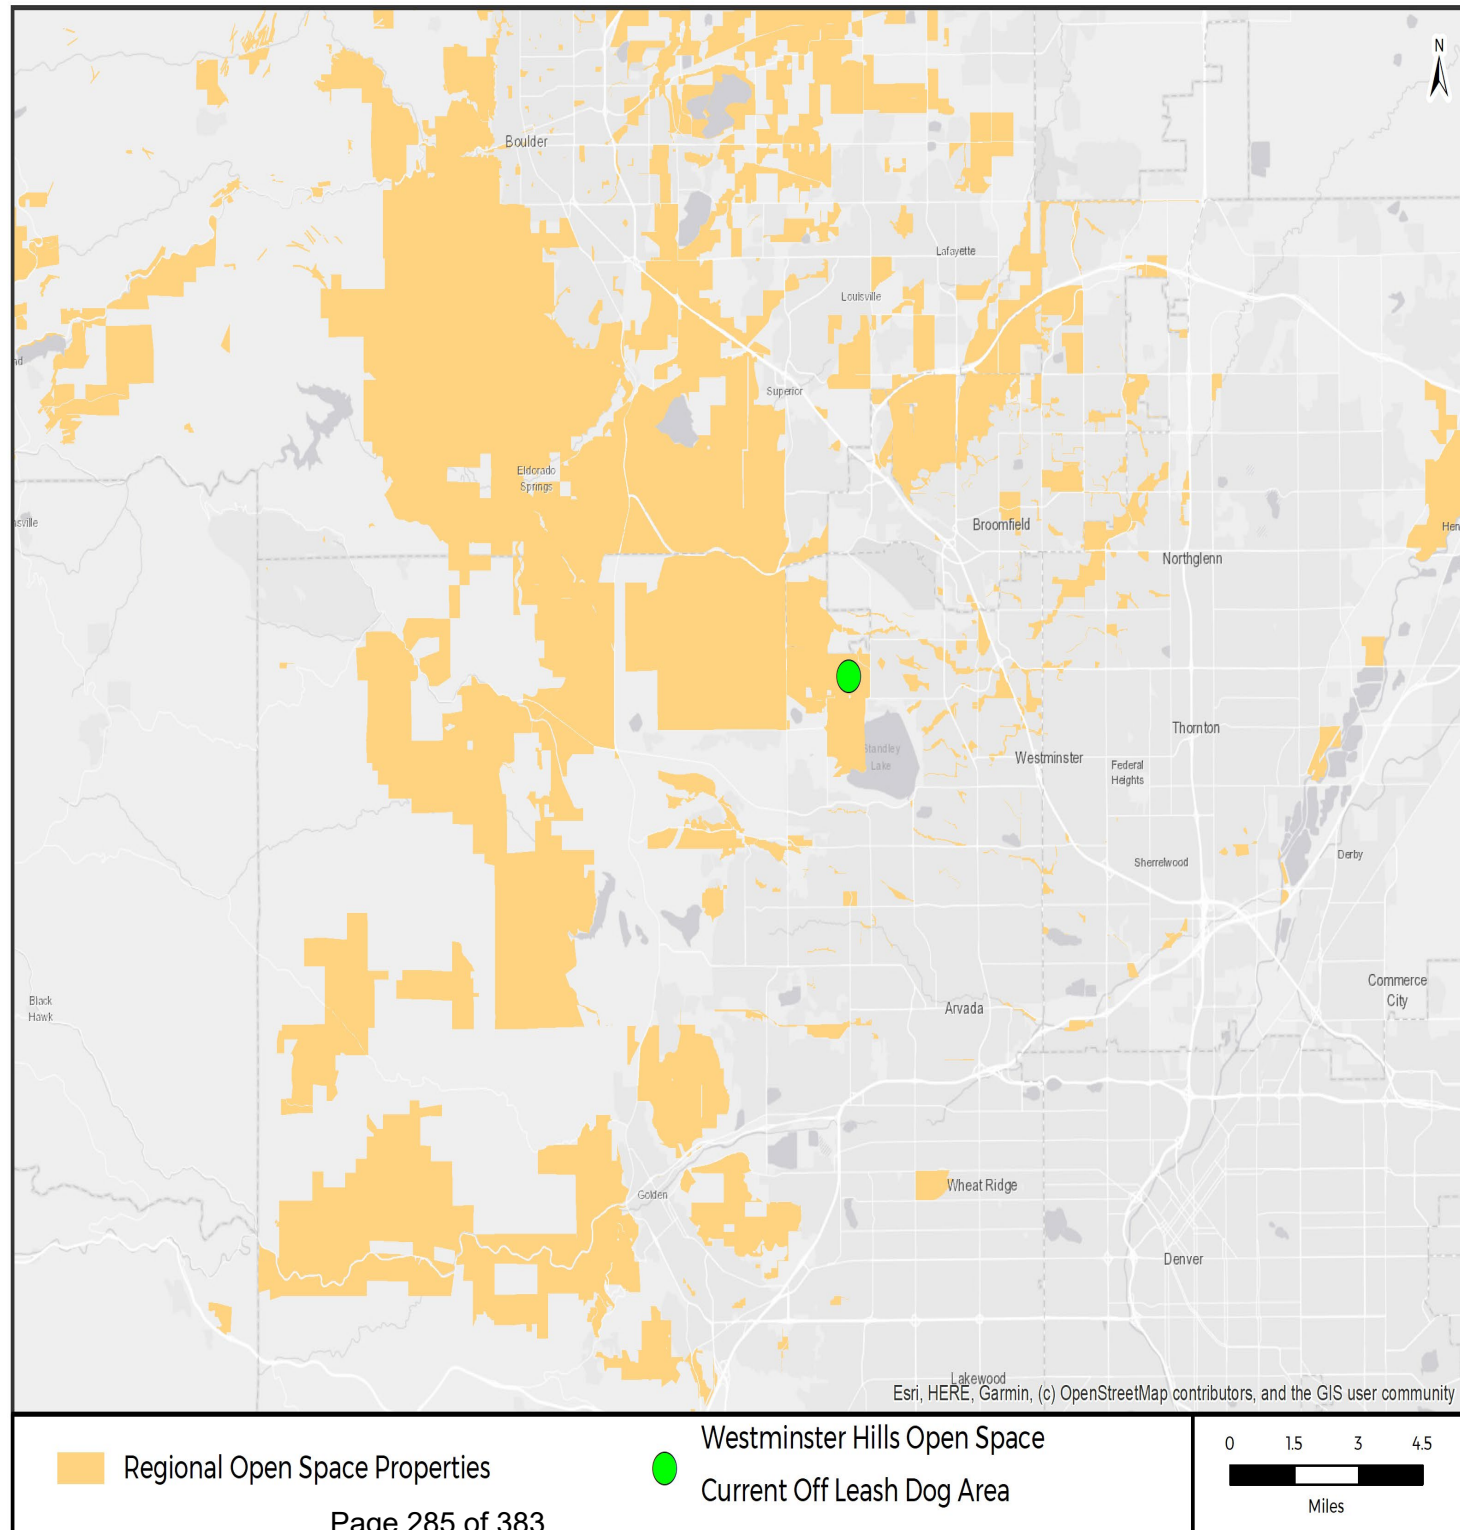 N
Boulder
Lafayette
Louisville
Superior
Eldorado
Springs
Broomfield
Northglenn
Standley
Lake
Westminster
Federal
Heights
Thornton
Sherrelwood
Derby
Black
Hawk
Arvada
Commerce
City
Golden
Wheat Ridge
Denver
Lakewood
Esri, HERE, Garmin, (c) OpenStreetMap contributors, and the GIS user community
Regional Open Space Properties
Westminster Hills Open Space
Current Off Leash Dog Area
0 1.5 3 4.5
Miles
Page 285 of 383